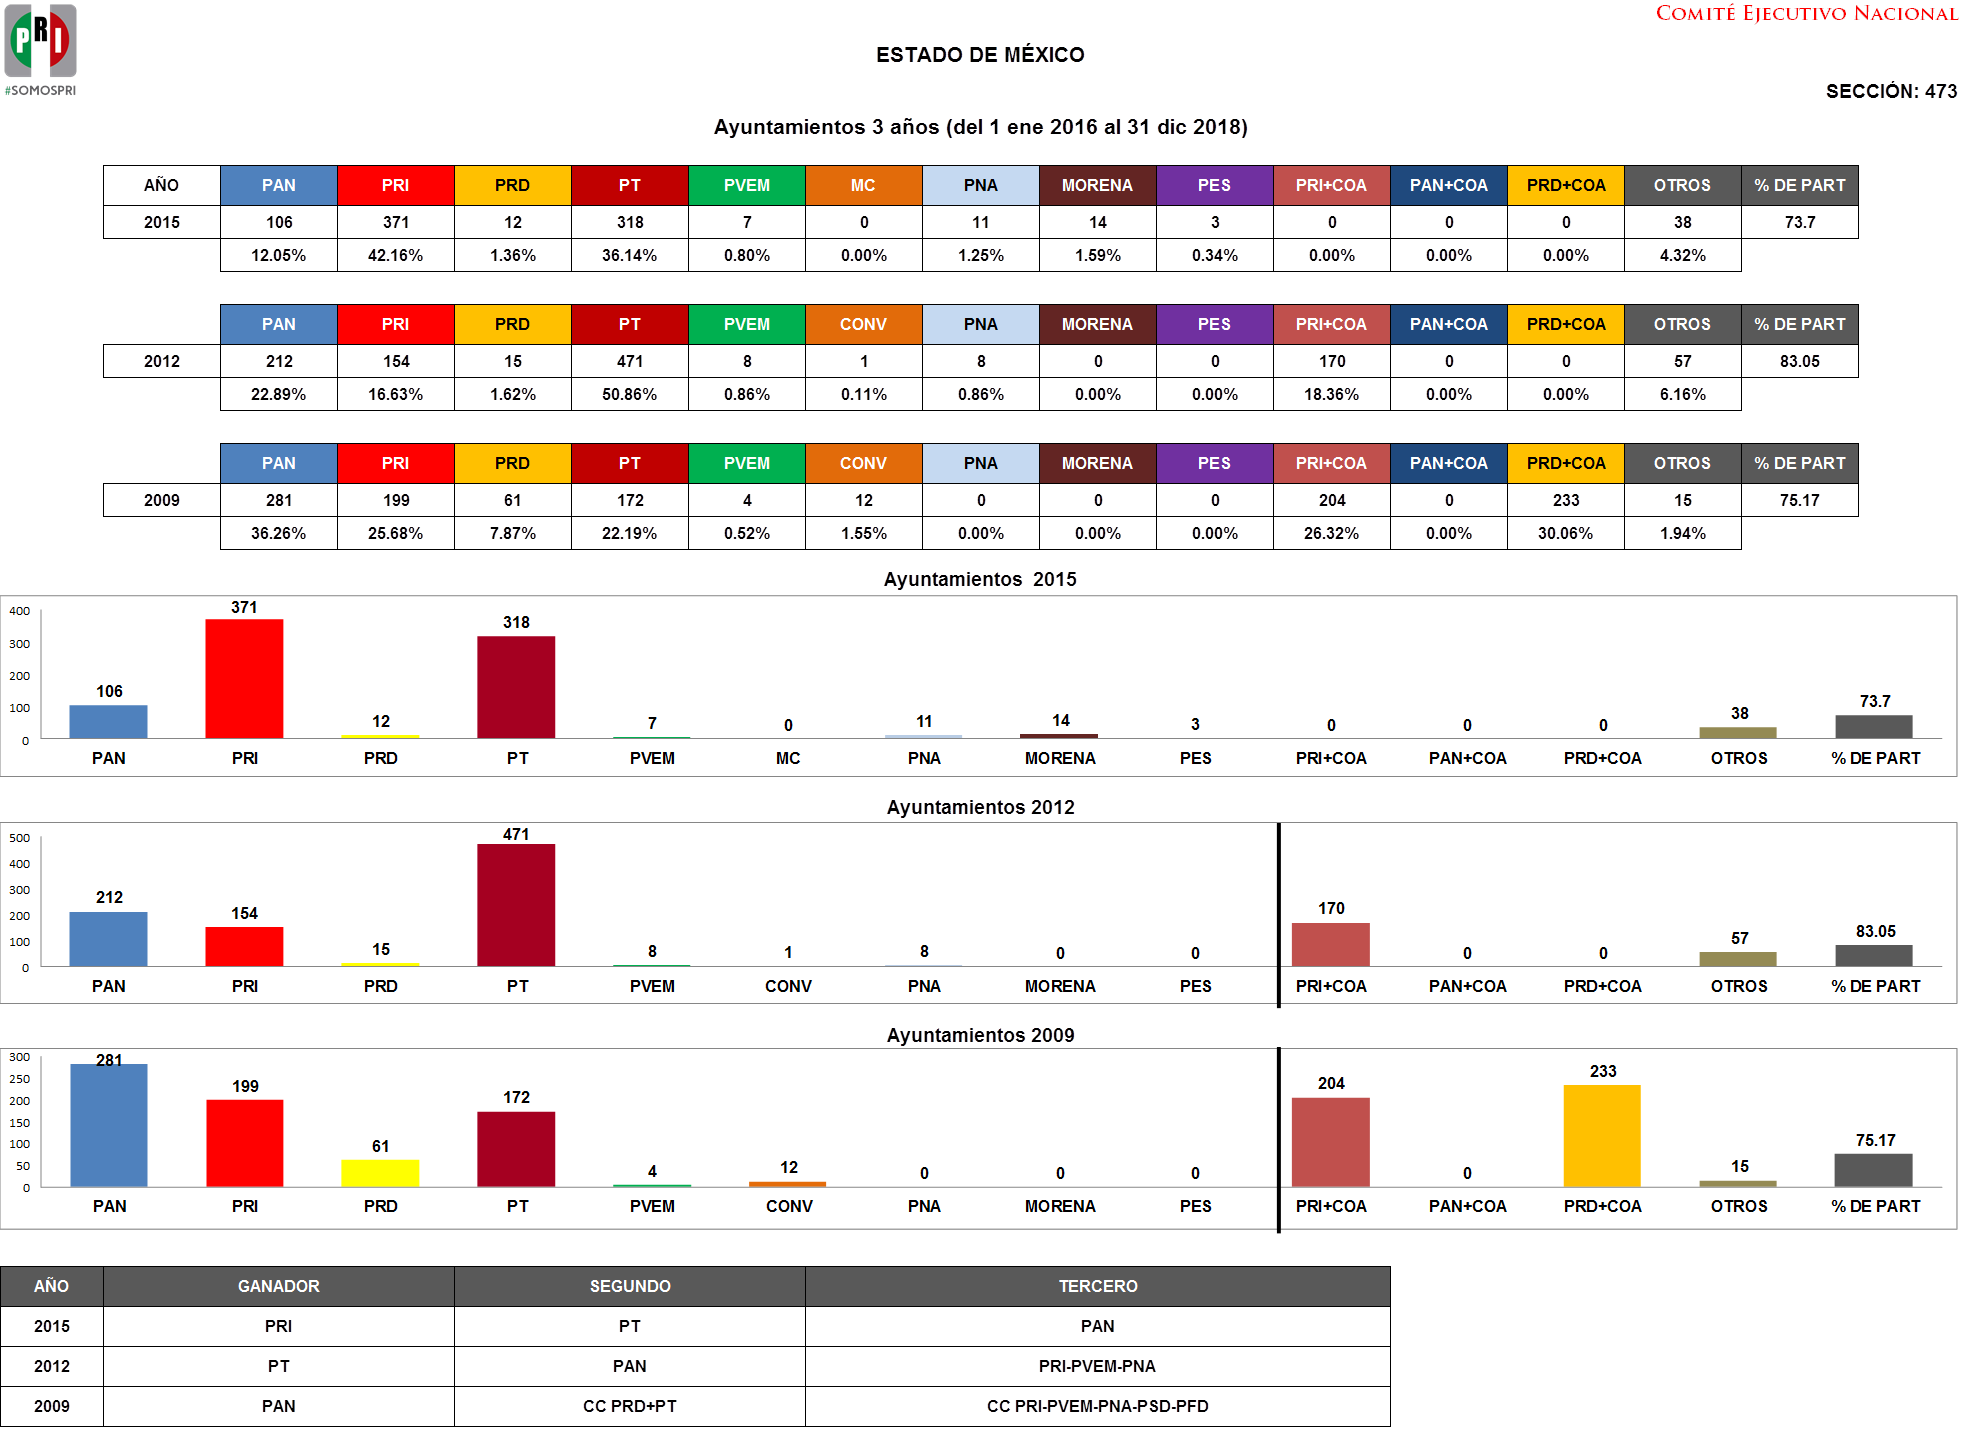 PRI
#SOMOSPRI
COMITÉ EJECUTIVO NACIONAL
ESTADO DE MÉXICO
SECCIÓN: 473
Ayuntamientos 3 años (del 1 ene 2016 al 31 dic 2018)
AÑO PAN PRI PRD PT PVEM MC PNA MORENA PES PRI+COA PAN+COA PRD+COA OTROS % DE PART
2015 106 371 12 318 7 0 11 14 3 0 0 0 38 73.7
12.05% 42.16% 1.36% 36.14% 0.80% 0.00% 1.25% 1.59% 0.34% 0.00% 0.00% 0.00% 4.32%
PAN PRI PRD PT PVEM CONV PNA MORENA PES PRI+COA PAN+COA PRD+COA OTROS % DE PART
2012 212 154 15 471 8 1 8 0 0 170 0 0 57 83.05
22.89% 16.63% 1.62% 50.86% 0.86% 0.11% 0.86% 0.00% 0.00% 18.36% 0.00% 0.00% 6.16%
PAN PRI PRD PT PVEM CONV PNA MORENA PES PRI+COA PAN+COA PRD+COA OTROS % DE PART
2009 281 199 61 172 4 12 0 0 0 204 0 233 15 75.17
36.26% 25.68% 7.87% 22.19% 0.52% 1.55% 0.00% 0.00% 0.00% 26.32% 0.00% 30.06% 1.94%
Ayuntamientos 2015
400
300
200
100
0
106 371 12 318 7 0 11 14 3 0 0 0 38 73.7
PAN PRI PRD PT PVEM MC PNA MORENA PES PRI+COA PAN+COA PRD+COA OTROS % DE PART
Ayuntamientos 2012
500
400
300
200
100
0
212 154 15 471 8 1 8 0 0 170 0 0 57 83.05
PAN PRI PRD PT PVEM CONV PNA MORENA PES PRI+COA PAN+COA PRD+COA OTROS % DE PART
Ayuntamientos 2009
300
250
200
150
100
50
0
281 199 61 172 4 12 0 0 0 204 0 233 15 75.17
PAN PRI PRD PT PVEM CONV PNA MORENA PES PRI+COA PAN+COA PRD+COA OTROS % DE PART
AÑO GANADOR SEGUNDO TERCERO
2015 PRI PT PAN
2012 PT PAN PRI-PVEM-PNA
2009 PAN CC PRD+PT CC PRI-PVEM-PNA-PSD-PFD